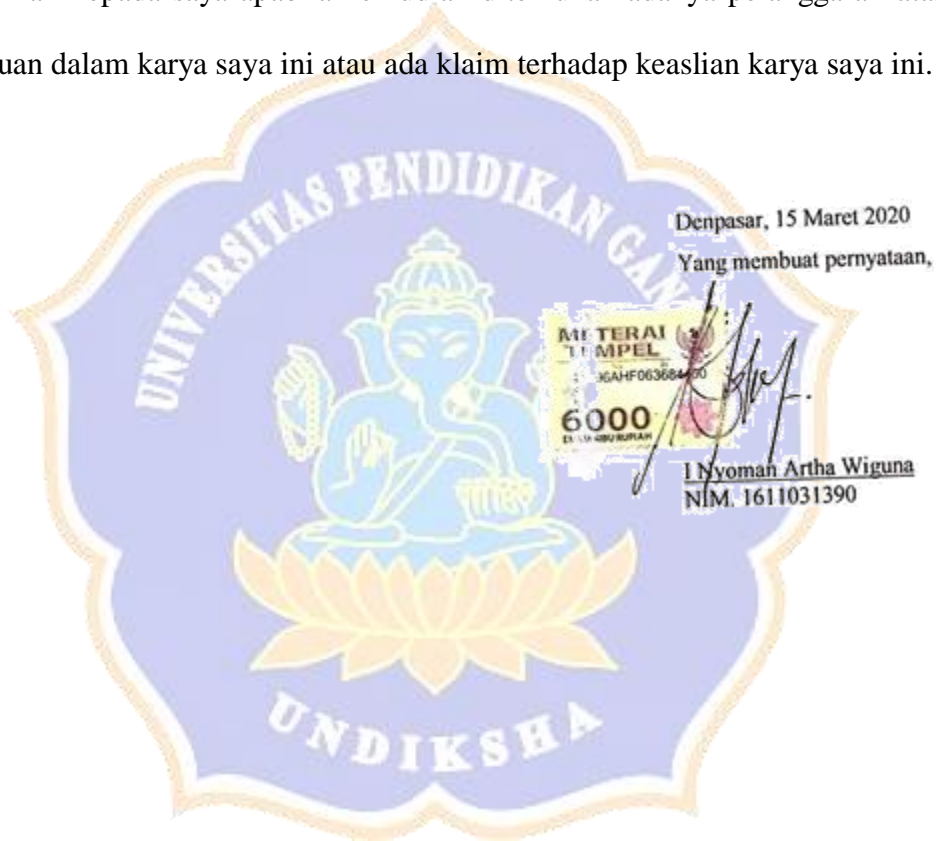 kepada saya apabila kemudian ditemukan adanya pelanggaran
uan dalam karya saya ini atau ada klaim terhadap keaslian karya saya ini.
UNIVERSITAS PENDIDIKAN GAN
Denpasar, 15 Maret 2020
Yang membuat pernyataan,
METERAI
TEMPEL
6000
I Nyoman Artha Wiguna
NIM. 1611031390
UNDIKSHA